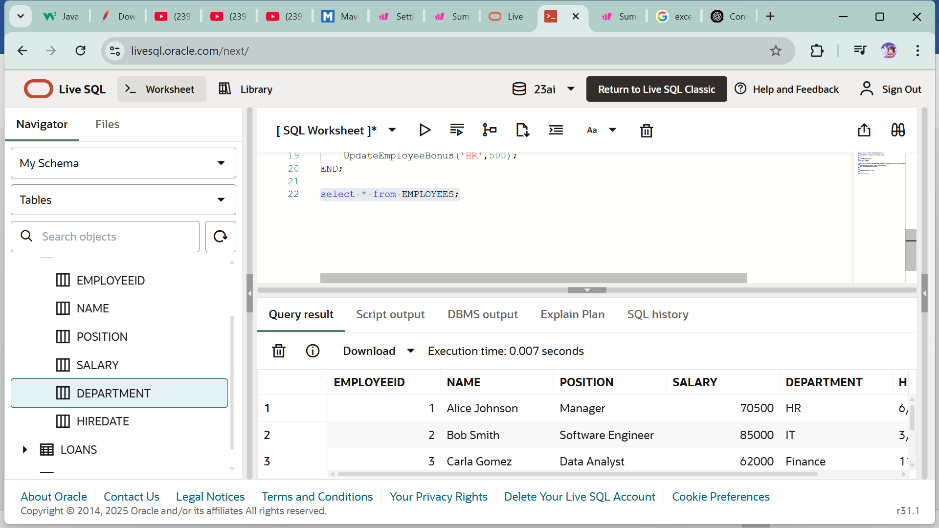 Java
Dow
(239
(239
(239
Mav
Setti
Sum
Live
Sum
exce
Con
livesql.oracle.com/next/
Live SQL
Worksheet
Library
23ai
Return to Live SQL Classic
Help and Feedback
Sign Out
Navigator
Files
[ SQL Worksheet ]*
Aa
My Schema
Tables
Search objects
EMPLOYEEID
NAME
POSITION
SALARY
DEPARTMENT
HIREDATE
LOANS
19 UpdateEmployeeBonus('HR',500);
20 END;
21
22 select * from EMPLOYEES;
Query result
Script output
DBMS output
Explain Plan
SQL history
Download
Execution time: 0.007 seconds
EMPLOYEEID NAME POSITION SALARY DEPARTMENT H
1 1 Alice Johnson Manager 70500 HR 6/
2 2 Bob Smith Software Engineer 85000 IT 3/
3 3 Carla Gomez Data Analyst 62000 Finance 1
About Oracle Contact Us Legal Notices Terms and Conditions Your Privacy Rights Delete Your Live SQL Account Cookie Preferences
Copyright © 2014, 2025 Oracle and/or its affiliates All rights reserved.
r31.1